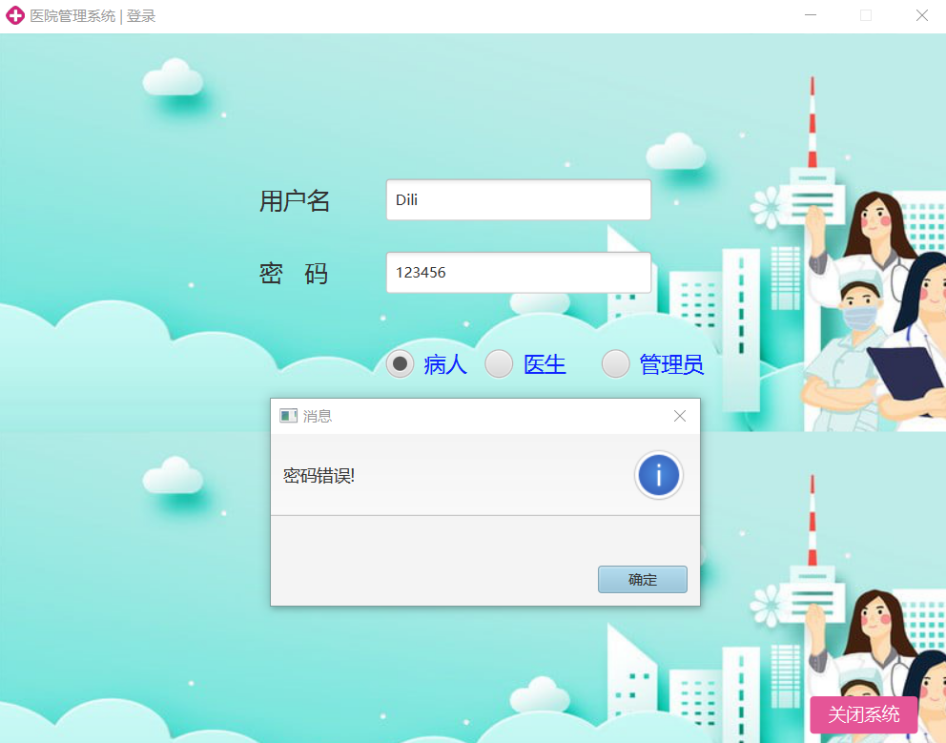 医院管理系统 | 登录
用户名 Dili
密 码 123456
病人 医生 管理员
消息
密码错误!
确定
关闭系统